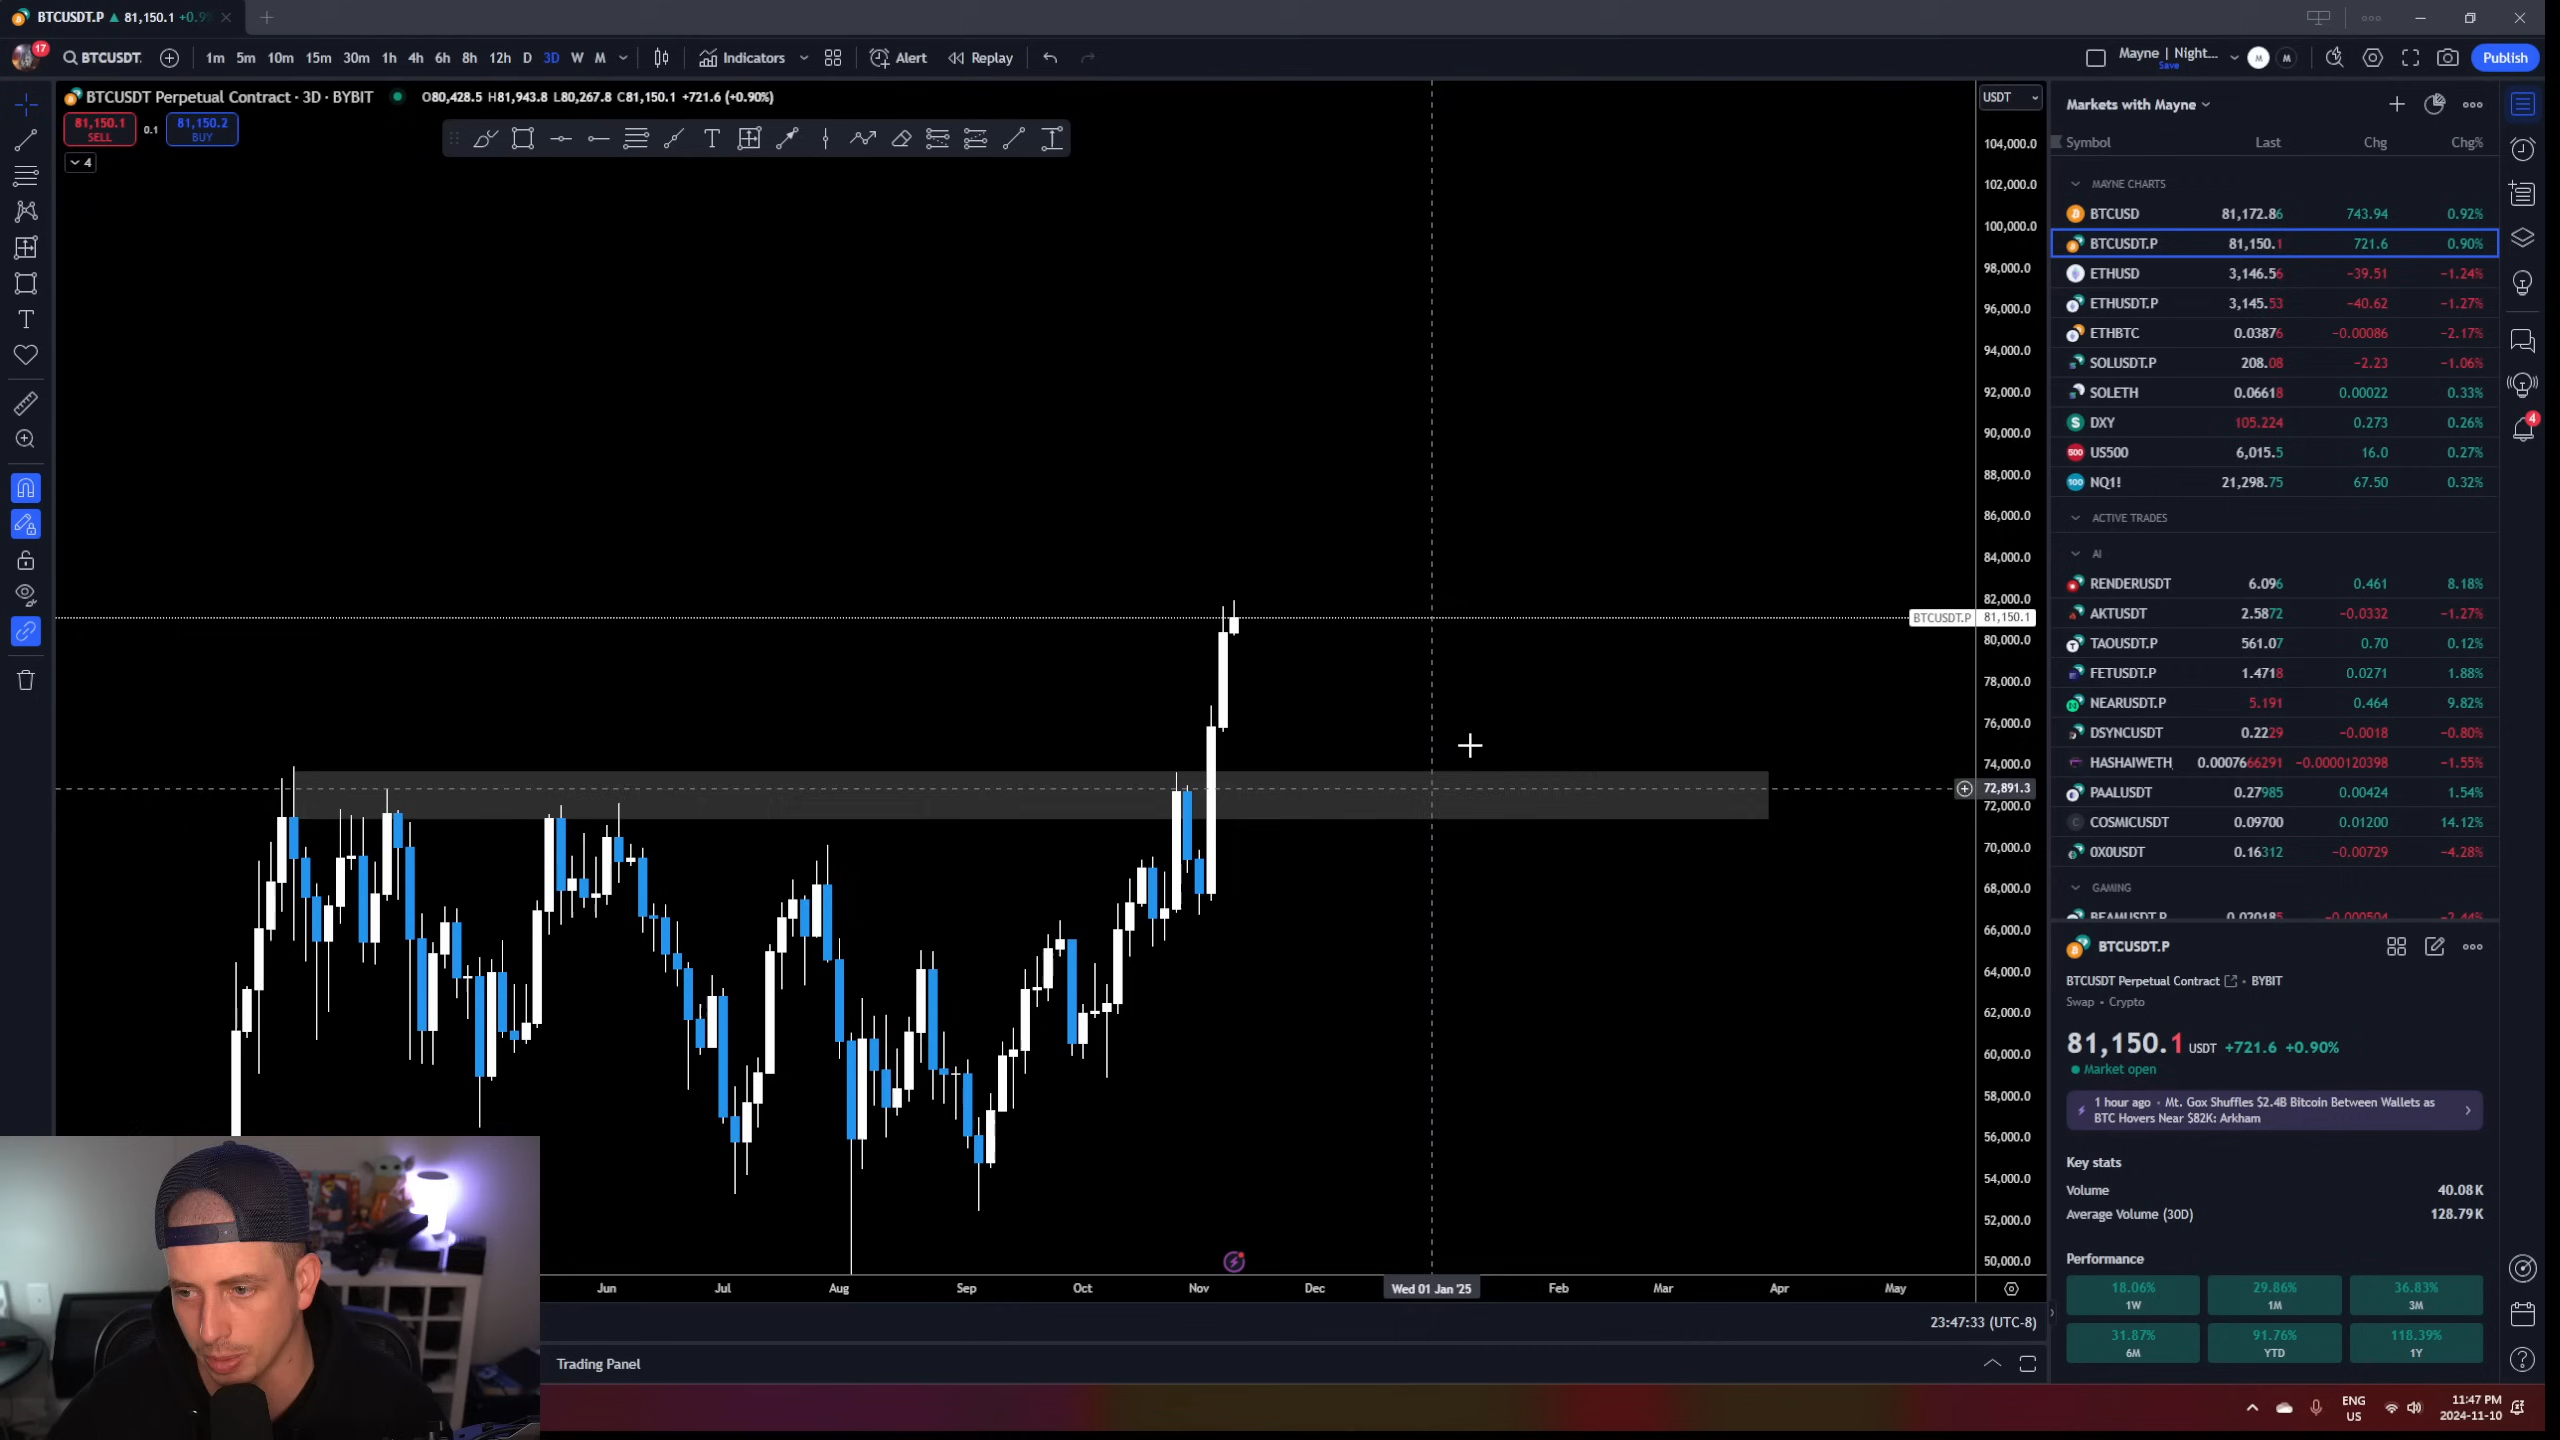 BTCUSDT.P ▲ 81,150.1 +0.9
17 BTCUSDT. 1m 5m 10m 15m 30m 1h 4h 6h 8h 12h D 3D W M Indicators Alert Replay Mayne | Night... Save M M Publish
BTCUSDT Perpetual Contract · 3D · BYBIT O80,428.5 H81,943.8 L80,267.8 C81,150.1 +721.6 (+0.90%)
81,150.1 SELL 0.1 81,150.2 BUY
4
USDT
104,000.0
102,000.0
100,000.0
98,000.0
96,000.0
94,000.0
92,000.0
90,000.0
88,000.0
86,000.0
84,000.0
82,000.0
BTCUSDT.P 81,150.1
80,000.0
78,000.0
76,000.0
74,000.0
72,891.3
72,000.0
70,000.0
68,000.0
66,000.0
64,000.0
62,000.0
60,000.0
58,000.0
56,000.0
54,000.0
52,000.0
50,000.0
Jun Jul Aug Sep Oct Nov Dec Wed 01 Jan '25 Feb Mar Apr May
23:47:33 (UTC-8)
Trading Panel
Markets with Mayne
Symbol Last Chg Chg%
MAYNE CHARTS
BTCUSD 81,172.86 743.94 0.92%
BTCUSDT.P 81,150.1 721.6 0.90%
ETHUSD 3,146.56 −39.51 −1.24%
ETHUSDT.P 3,145.53 −40.62 −1.27%
ETHBTC 0.03876 −0.00086 −2.17%
SOLUSDT.P 208.08 −2.23 −1.06%
SOLETH 0.06618 0.00022 0.33%
DXY 105.224 0.273 0.26%
US500 6,015.5 16.0 0.27%
NQ1! 21,298.75 67.50 0.32%
ACTIVE TRADES
AI
RENDERUSDT 6.096 0.461 8.18%
AKTUSDT 2.5872 −0.0332 −1.27%
TAOUSDT.P 561.07 0.70 0.12%
FETUSDT.P 1.4718 0.0271 1.88%
NEARUSDT.P 5.191 0.464 9.82%
DSYNCUSDT 0.2229 −0.0018 −0.80%
HASHAIWETH 0.0007666291 −0.0000120398 −1.55%
PAALUSDT 0.27985 0.00424 1.54%
COSMICUSDT 0.09700 0.01200 14.12%
0X0USDT 0.16312 −0.00729 −4.28%
GAMING
BEAMUSDT.P 0.020185 −0.000504 −2.44%
BTCUSDT.P
BTCUSDT Perpetual Contract • BYBIT
Swap • Crypto
81,150.1 USDT +721.6 +0.90%
Market open
1 hour ago • Mt. Gox Shuffles $2.4B Bitcoin Between Wallets as
BTC Hovers Near $82K: Arkham
Key stats
Volume 40.08K
Average Volume (30D) 128.79K
Performance
18.06% 29.86% 36.83%
1W 1M 3M
31.87% 91.76% 118.39%
6M YTD 1Y
4
ENG US 11:47 PM
2024-11-10